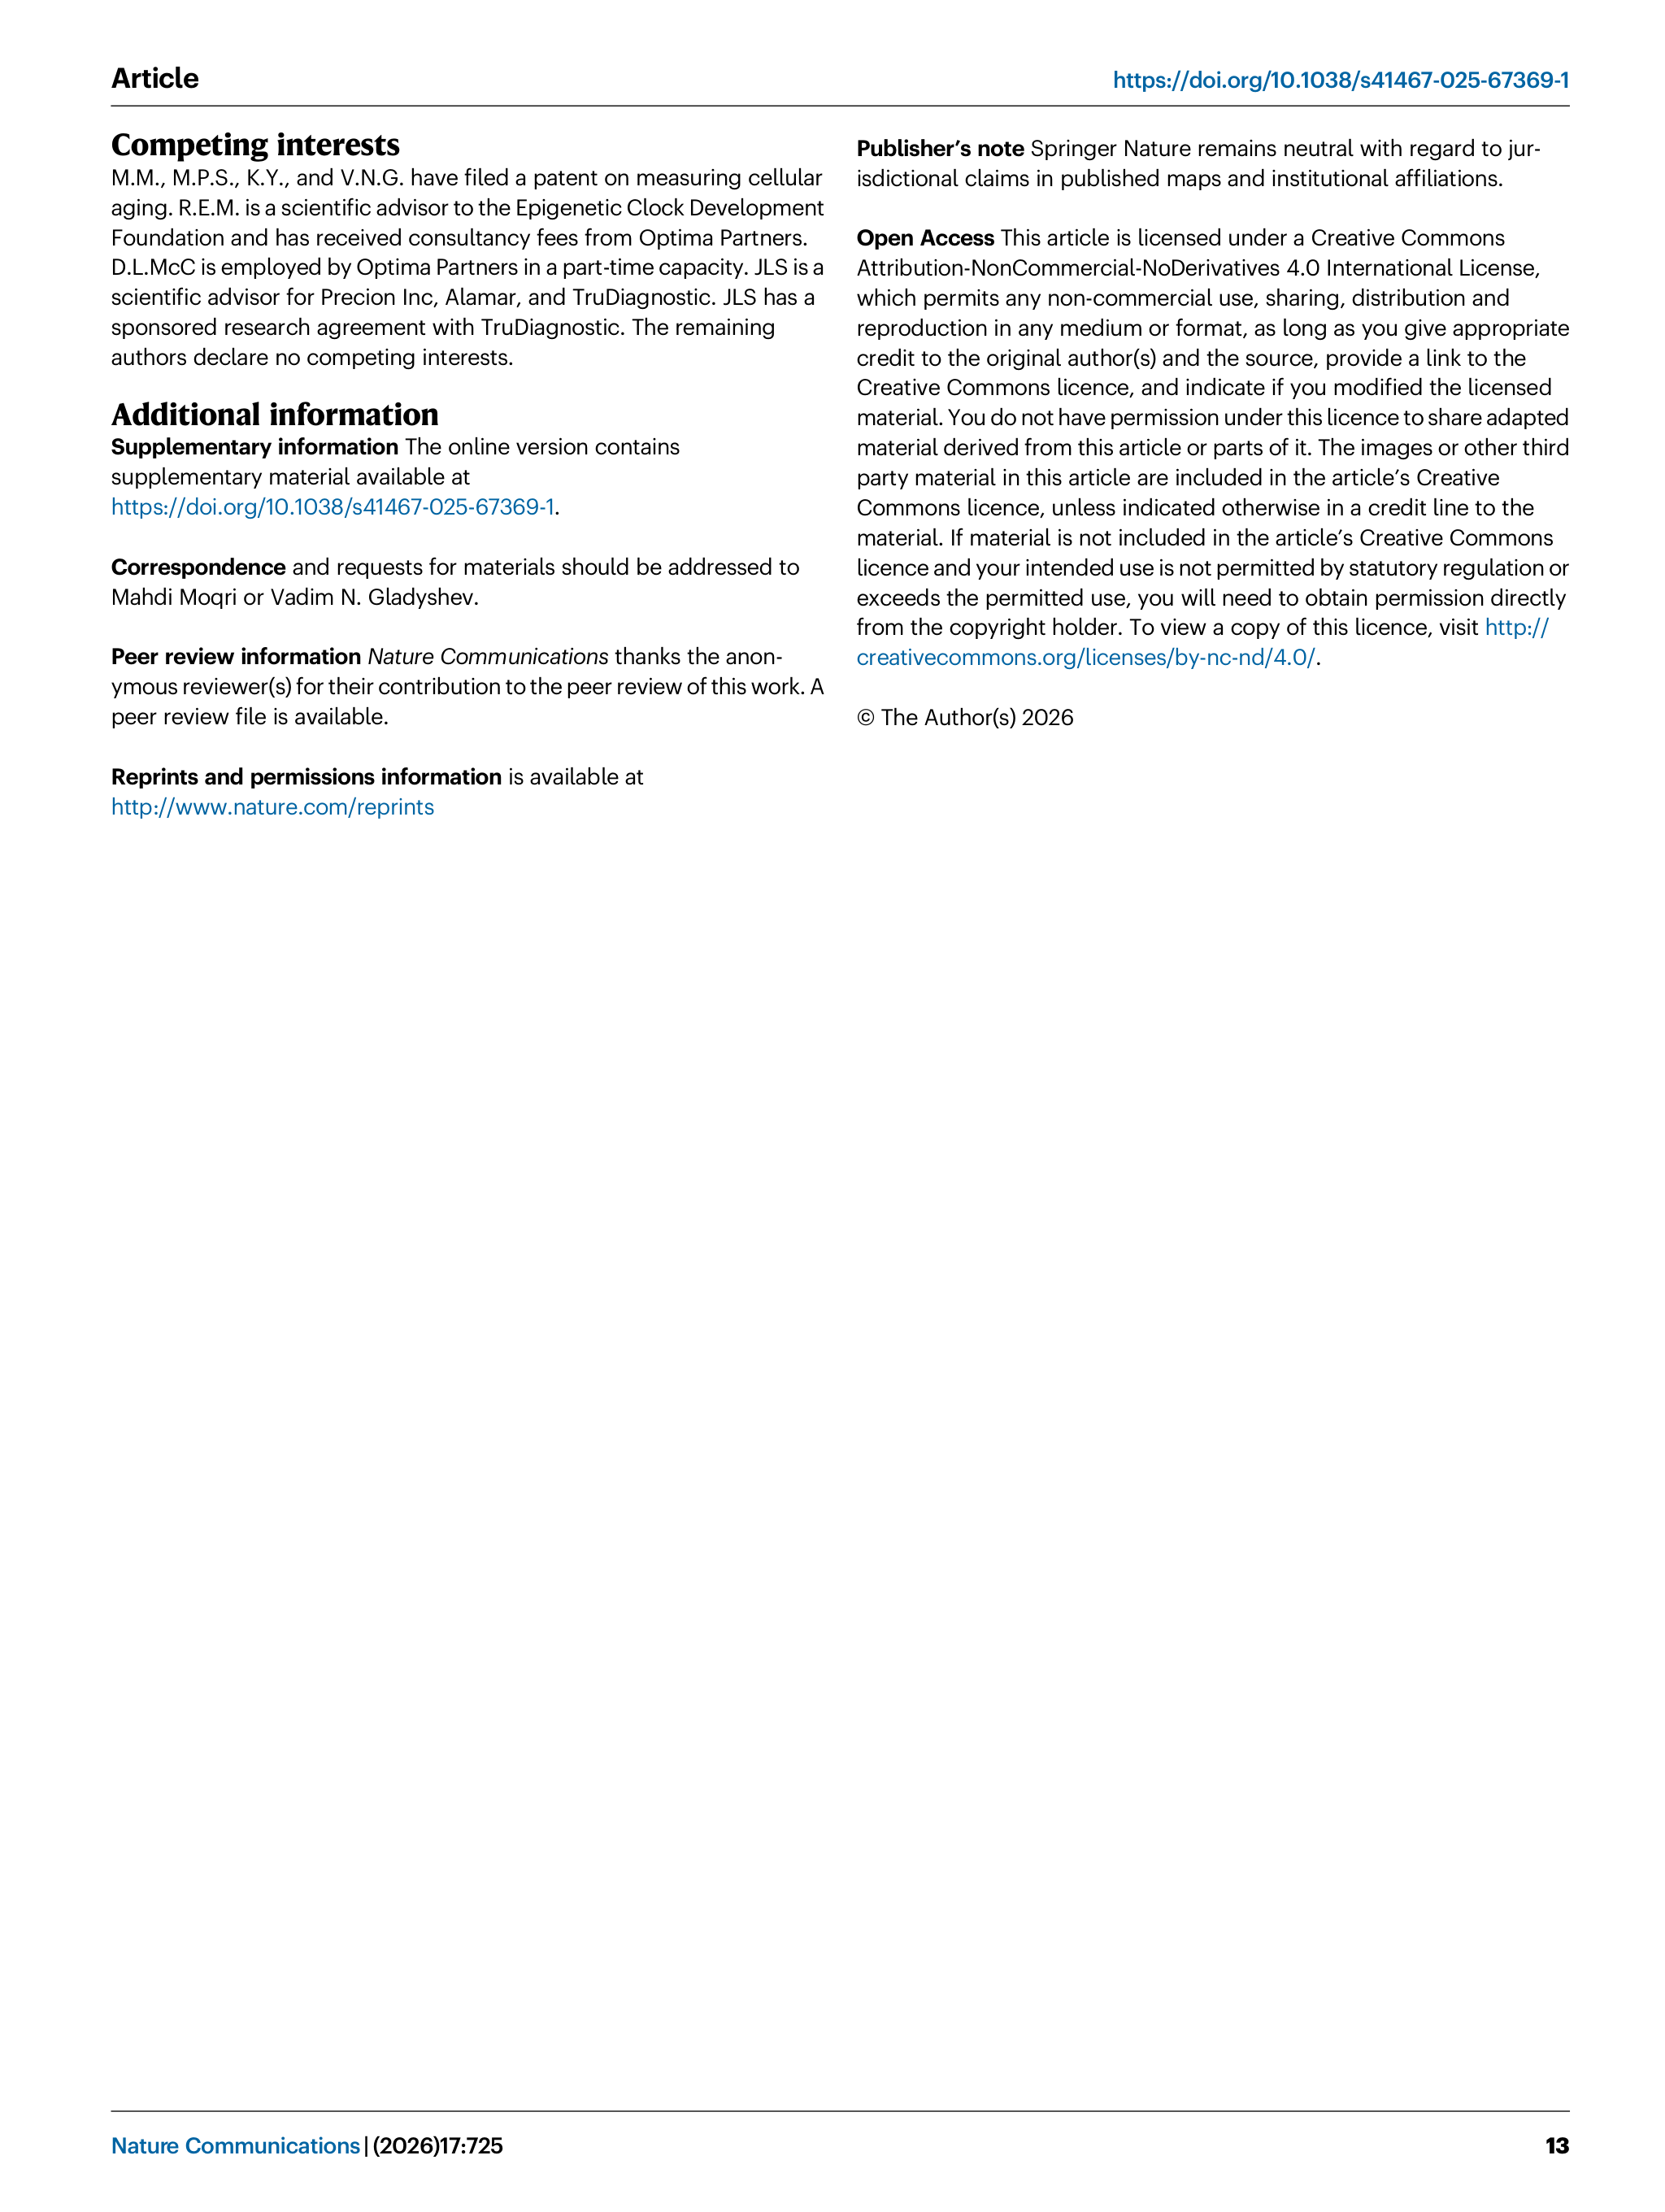 Article
https://doi.org/10.1038/s41467-025-67369-1
Competing interests
M.M., M.P.S., K.Y., and V.N.G. have filed a patent on measuring cellular
aging. R.E.M. is a scientific advisor to the Epigenetic Clock Development
Foundation and has received consultancy fees from Optima Partners.
D.L.McC is employed by Optima Partners in a part-time capacity. JLS is a
scientific advisor for Precion Inc, Alamar, and TruDiagnostic. JLS has a
sponsored research agreement with TruDiagnostic. The remaining
authors declare no competing interests.
Additional information
Supplementary information The online version contains
supplementary material available at
https://doi.org/10.1038/s41467-025-67369-1.
Correspondence and requests for materials should be addressed to
Mahdi Moqri or Vadim N. Gladyshev.
Peer review information Nature Communications thanks the anon-
ymous reviewer(s) for their contribution to the peer review of this work. A
peer review file is available.
Reprints and permissions information is available at
http://www.nature.com/reprints
Publisher's note Springer Nature remains neutral with regard to jur-
isdictional claims in published maps and institutional affiliations.
Open Access This article is licensed under a Creative Commons
Attribution-NonCommercial-NoDerivatives 4.0 International License,
which permits any non-commercial use, sharing, distribution and
reproduction in any medium or format, as long as you give appropriate
credit to the original author(s) and the source, provide a link to the
Creative Commons licence, and indicate if you modified the licensed
material. You do not have permission under this licence to share adapted
material derived from this article or parts of it. The images or other third
party material in this article are included in the article's Creative
Commons licence, unless indicated otherwise in a credit line to the
material. If material is not included in the article's Creative Commons
licence and your intended use is not permitted by statutory regulation or
exceeds the permitted use, you will need to obtain permission directly
from the copyright holder. To view a copy of this licence, visit http://
creativecommons.org/licenses/by-nc-nd/4.0/.
© The Author(s) 2026
Nature Communications | (2026)17:725
13